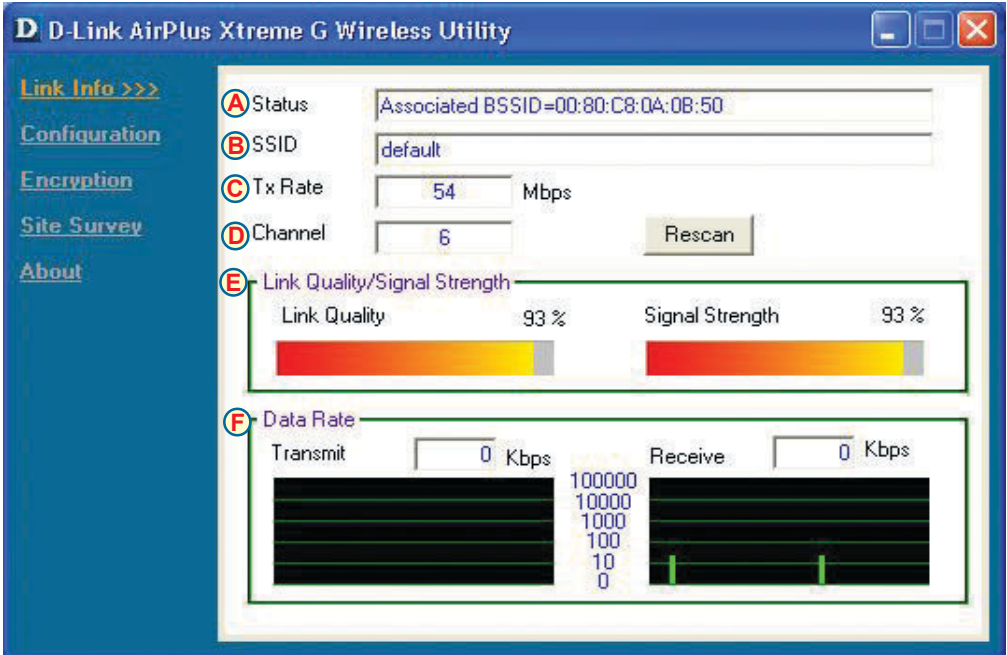 D D-Link AirPlus Xtreme G Wireless Utility
Link Info >>>
Configuration
Encryption
Site Survey
About
A Status Associated BSSID=00:80:C8:0A:0B:50
B SSID default
C Tx Rate 54 Mbps
D Channel 6 Rescan
E Link Quality/Signal Strength
Link Quality 93 % Signal Strength 93 %
F Data Rate
Transmit 0 Kbps Receive 0 Kbps
100000
10000
1000
100
10
0